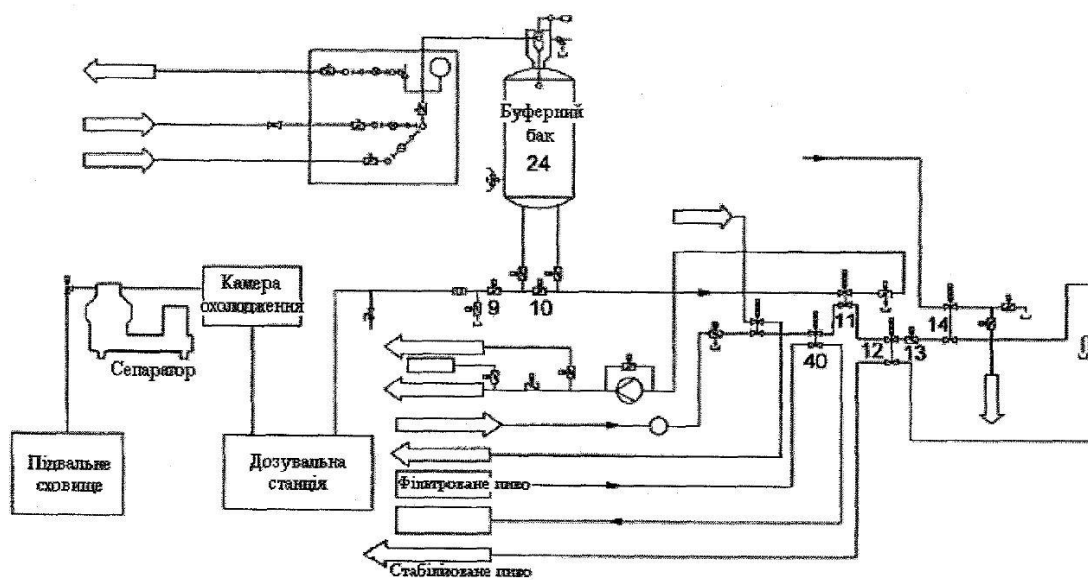 Буферний
бак
24
Камера
охолодження
9
10
11
14
12
13
40
Сепаратор
Підвальне
сховище
Дозувальна
станція
Фільтроване пиво
Стабілізоване пиво